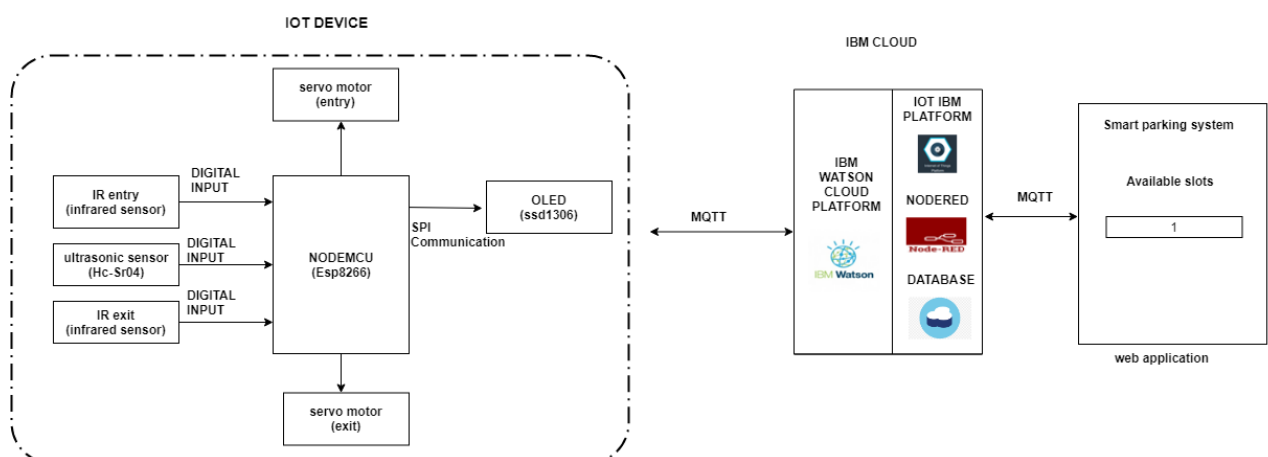 IOT DEVICE
servo motor
(entry)
DIGITAL
INPUT
IR entry
(infrared sensor)
DIGITAL
INPUT
ultrasonic sensor
(Hc-Sr04)
DIGITAL
INPUT
IR exit
(infrared sensor)
NODEMCU
(Esp8266)
OLED
(ssd1306)
SPI
Communication
servo motor
(exit)
MQTT
IBM CLOUD
IBM
WATSON
CLOUD
PLATFORM
IBM Watson
IOT IBM
PLATFORM
NODERED
Node-RED
DATABASE
MQTT
Smart parking system
Available slots
1
web application